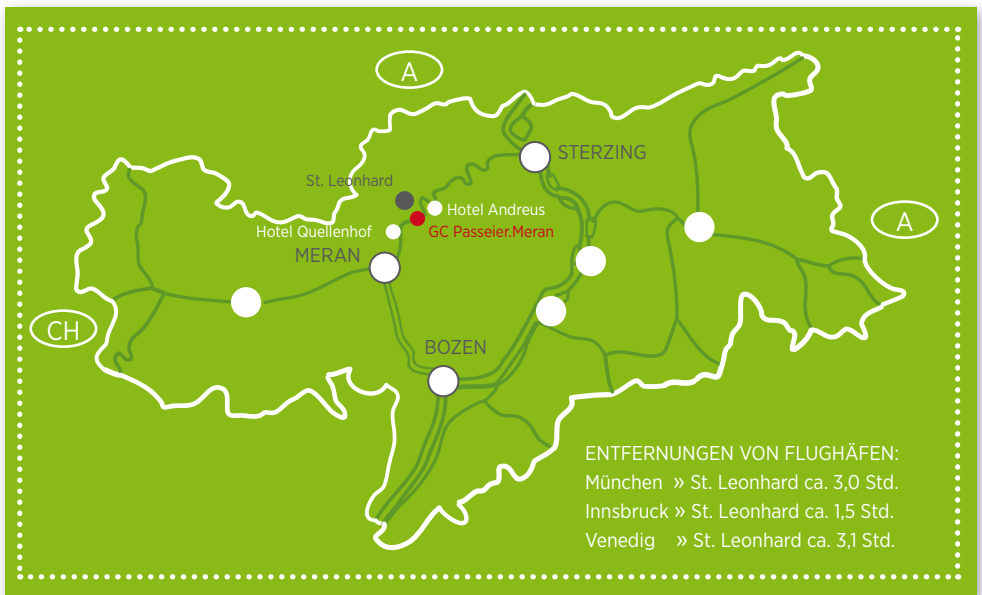 A
STERZING
St. Leonhard
Hotel Andreus
A
Hotel Quellenhof
GC Passeier.Meran
MERAN
CH
BOZEN
ENTFERNUNGEN VON FLUGHÄFEN:
München » St. Leonhard ca. 3,0 Std.
Innsbruck » St. Leonhard ca. 1,5 Std.
Venedig » St. Leonhard ca. 3,1 Std.